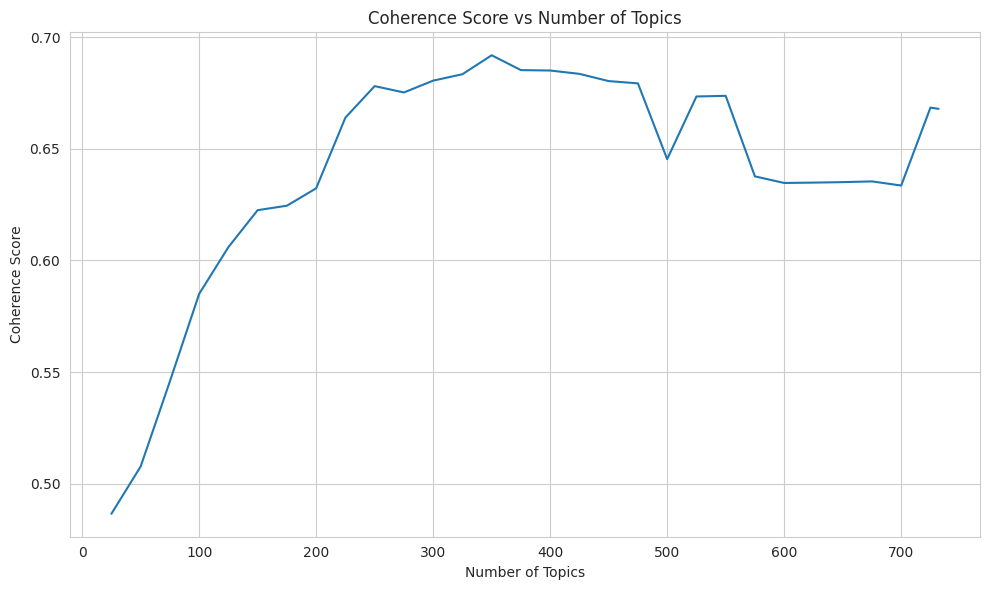 Coherence Score vs Number of Topics
Coherence Score
0.70
0.65
0.60
0.55
0.50
0 100 200 300 400 500 600 700
Number of Topics